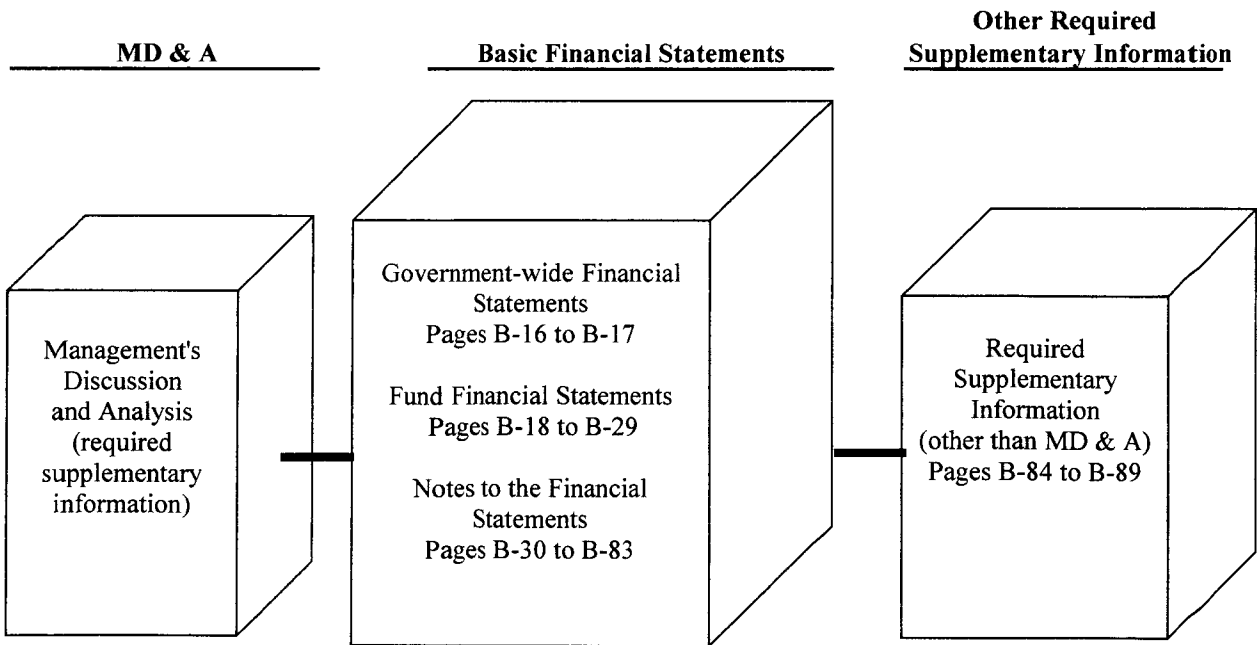 MD & A
Basic Financial Statements
Other Required
Supplementary Information
Management's
Discussion
and Analysis
(required
supplementary
information)
Government-wide Financial
Statements
Pages B-16 to B-17
Fund Financial Statements
Pages B-18 to B-29
Notes to the Financial
Statements
Pages B-30 to B-83
Required
Supplementary
Information
(other than MD & A)
Pages B-84 to B-89